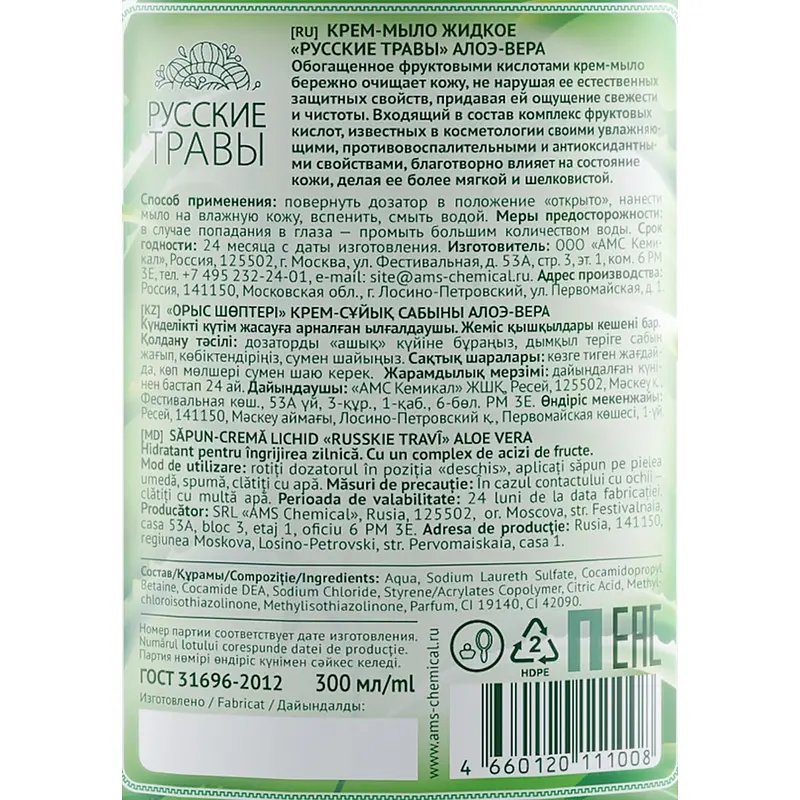 РУССКИЕ
ТРАВЫ
[RU] КРЕМ-МЫЛО ЖИДКОЕ
«РУССКИЕ ТРАВЫ» АЛОЭ-ВЕРА
Обогащенное фруктовыми кислотами крем-мыло
бережно очищает кожу, не нарушая ее естественных
защитных свойств, придавая ей ощущение свежести
и чистоты. Входящий в состав комплекс фруктовых
кислот, известных в косметологии своими увлажняю-
щими, противовоспалительными и антиоксидантны-
ми свойствами, благотворно влияет на состояние
кожи, делая ее более мягкой и шелковистой.
Способ применения: повернуть дозатор в положение «открыто», нанести
мыло на влажную кожу, вспенить, смыть водой. Меры предосторожности:
в случае попадания в глаза — промыть большим количеством воды. Срок
годности: 24 месяца с даты изготовления. Изготовитель: ООО «АМС Кеми-
кал», Россия, 125502, г. Москва, ул. Фестивальная, д. 53А, стр. 3, эт. 1, ком. 6 РМ
3Е, тел. +7 495 232-24-01, e-mail: site@ams-chemical.ru. Адрес производства:
Россия, 141150, Московская обл., г. Лосино-Петровский, ул. Первомайская, д. 1.
[KZ] «ОРЫС ШӨПТЕРІ» КРЕМ-СҰЙЫҚ САБЫНЫ АЛОЭ-ВЕРА
Күнделікті күтім жасауға арналған ылғалдаушы. Жеміс қышқылдары кешені бар.
Қолдану тәсілі: дозаторды «ашық» күйіне бұраңыз, дымқыл теріге сабын
жағып, көбіктендіріңіз, сумен шайыңыз. Сақтық шаралары: көзге тиген жағдай-
да, көп мөлшері сумен шаю керек. Жарамдылық мерзімі: дайындалған күні-
нен бастап 24 ай. Дайындаушы: «АМС Кемикал» ЖШҚ, Ресей, 125502, Мәскеу қ.,
Фестивальная көш., 53А үй, 3-құр., 1-қаб., 6-бөл. РМ 3Е. Өндіріс мекенжайы:
Ресей, 141150, Мәскеу аймағы, Лосино-Петровский қ., Первомайская көшесі, 1-үй.
[MD] SĂPUN-CREMĂ LICHID «RUSSKIE TRAVÎ» ALOE VERA
Hidratant pentru îngrijirea zilnică. Cu un complex de acizi de fructe.
Mod de utilizare: rotiți dozatorul în poziția «deschis», aplicați săpun pe pielea
umedă, spumă, clătiți cu apă. Măsuri de precauție: În cazul contactului cu ochii —
clătiți cu multă apă. Perioada de valabilitate: 24 luni de la data fabricației.
Producător: SRL «AMS Chemical», Rusia, 125502, or. Moscova, str. Festivalnaia,
casa 53A, bloc 3, etaj 1, oficiu 6 PM 3E. Adresa de producție: Rusia, 141150,
regiunea Moskova, Losino-Petrovski, str. Pervomaiskaia, casa 1.
Состав/Құрамы/Compoziție/Ingredients: Aqua, Sodium Laureth Sulfate, Cocamidopropyl
Betaine, Cocamide DEA, Sodium Chloride, Styrene/Acrylates Copolymer, Citric Acid, Methyl-
chloroisothiazolinone, Methylisothiazolinone, Parfum, CI 19140, CI 42090.
Номер партии соответствует дате изготовления.
Numărul lotului corespunde datei de producție.
Партия нөмірі өндіріс күнімен сәйкес келеді.
ГОСТ 31696-2012 300 мл/ml
Изготовлено / Fabricat / Дайындалды:
www.ams-chemical.ru
2
HDPE
П ЕАС
4 660120 111008